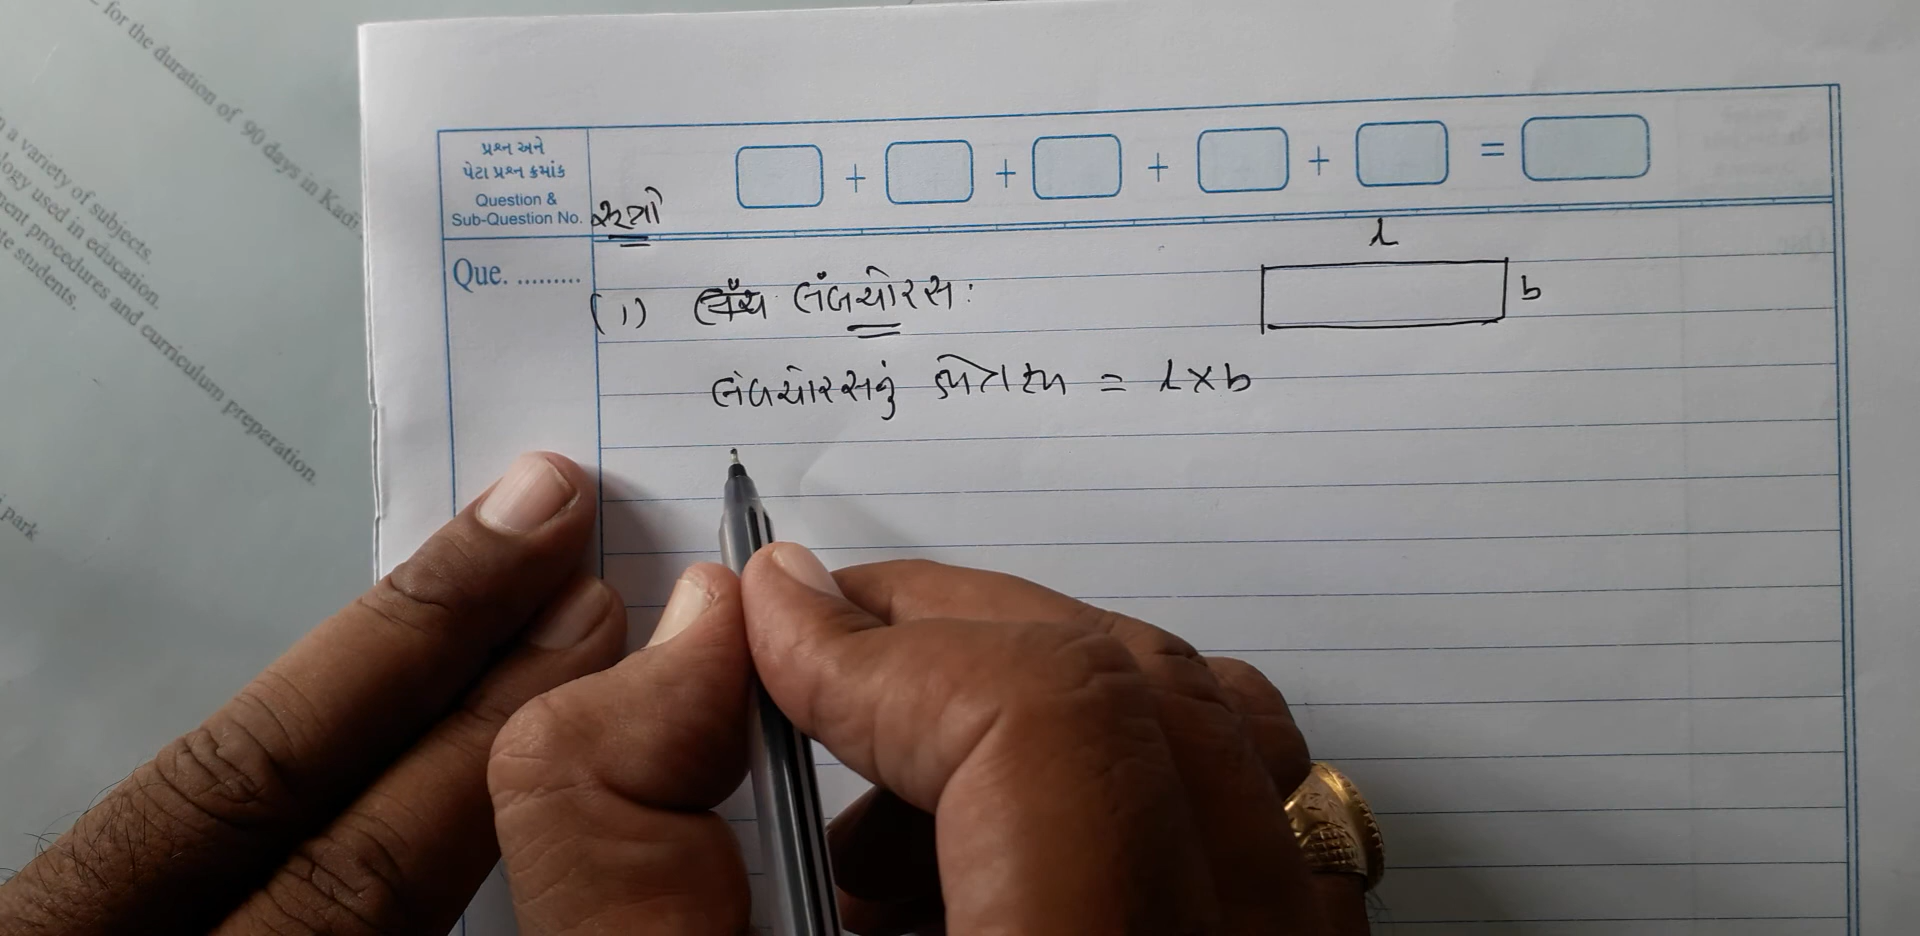 for the duration of 90 days in Kadi
a variety of subjects.
logy used in education.
ment procedures and curriculum preparation.
te students.
park
પ્રશ્ન અને
પેટા પ્રશ્ન ક્રમાંક
Question &
Sub-Question No.
+ + + + =
સૂત્રો
Que. ..........
(1) લંબચોરસ :
l
b
લંબચોરસનું ક્ષેત્રફળ = l × b